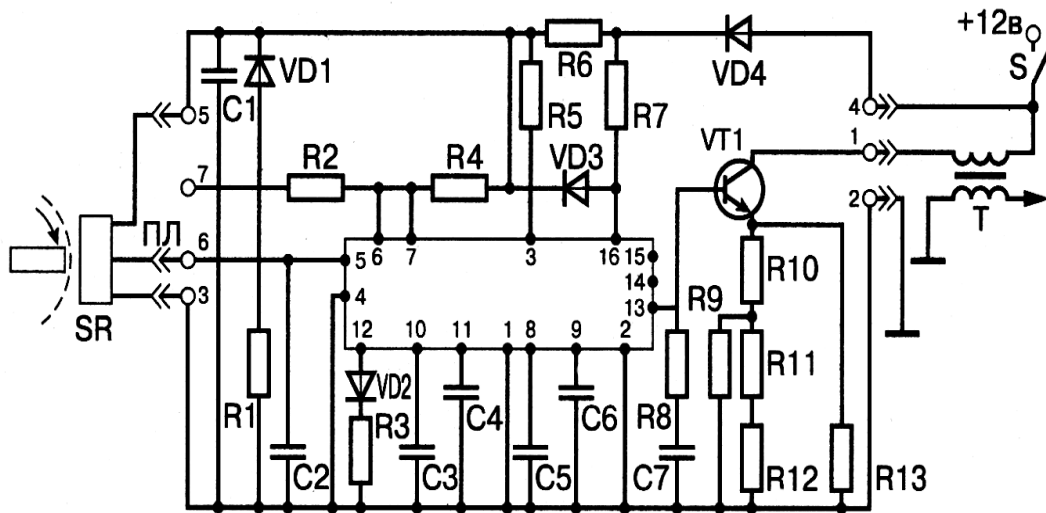 +12в
S
VD1
C1
R6
VD4
R5
R7
5
4
VT1
1
R2
R4
VD3
7
2
T
ПЛ
6
6
7
3
16
15
5
14
R10
3
4
13
R9
SR
12
10
11
1
8
9
2
R11
VD2
R1
R3
C4
C6
R8
C2
C3
C5
C7
R12
R13